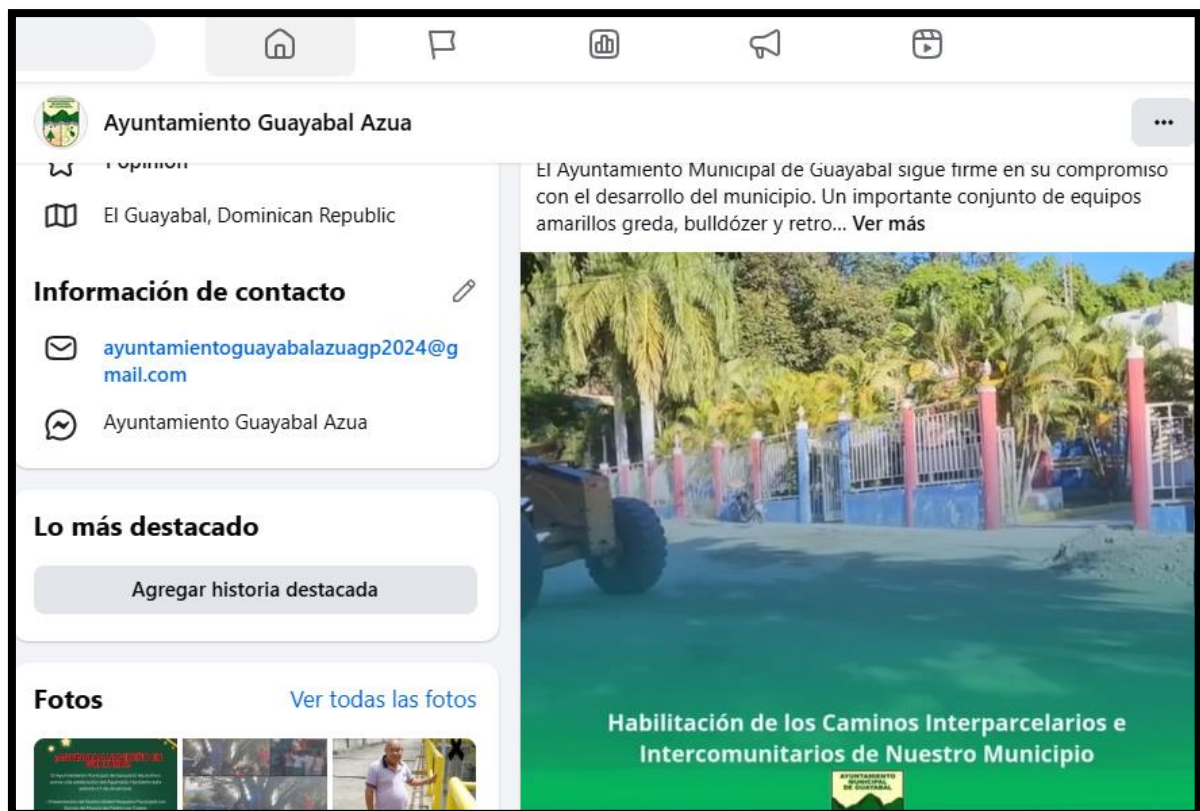 Ayuntamiento Guayabal Azua
1 opinión
El Guayabal, Dominican Republic
Información de contacto
ayuntamientoguayabalazuagp2024@g
mail.com
Ayuntamiento Guayabal Azua
Lo más destacado
Agregar historia destacada
Fotos
Ver todas las fotos
El Ayuntamiento Municipal de Guayabal sigue firme en su compromiso
con el desarrollo del municipio. Un importante conjunto de equipos
amarillos greda, bulldózer y retro... Ver más
Habilitación de los Caminos Interparcelarios e
Intercomunitarios de Nuestro Municipio
AYUNTAMIENTO
MUNICIPAL
DE GUAYABAL